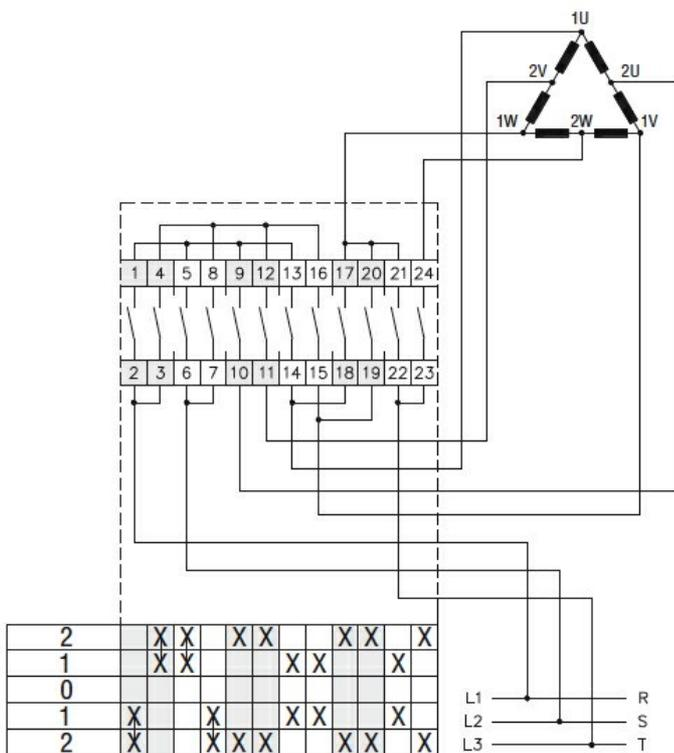 1U
2V 2U
1W 2W 1V
1 4 5 8 9 12 13 16 17 20 21 24
2 3 6 7 10 11 14 15 18 19 22 23
2 X X X X X X X
1 X X X X X
0
1 X X X X X
2 X X X X X X X
L1 R
L2 S
L3 T